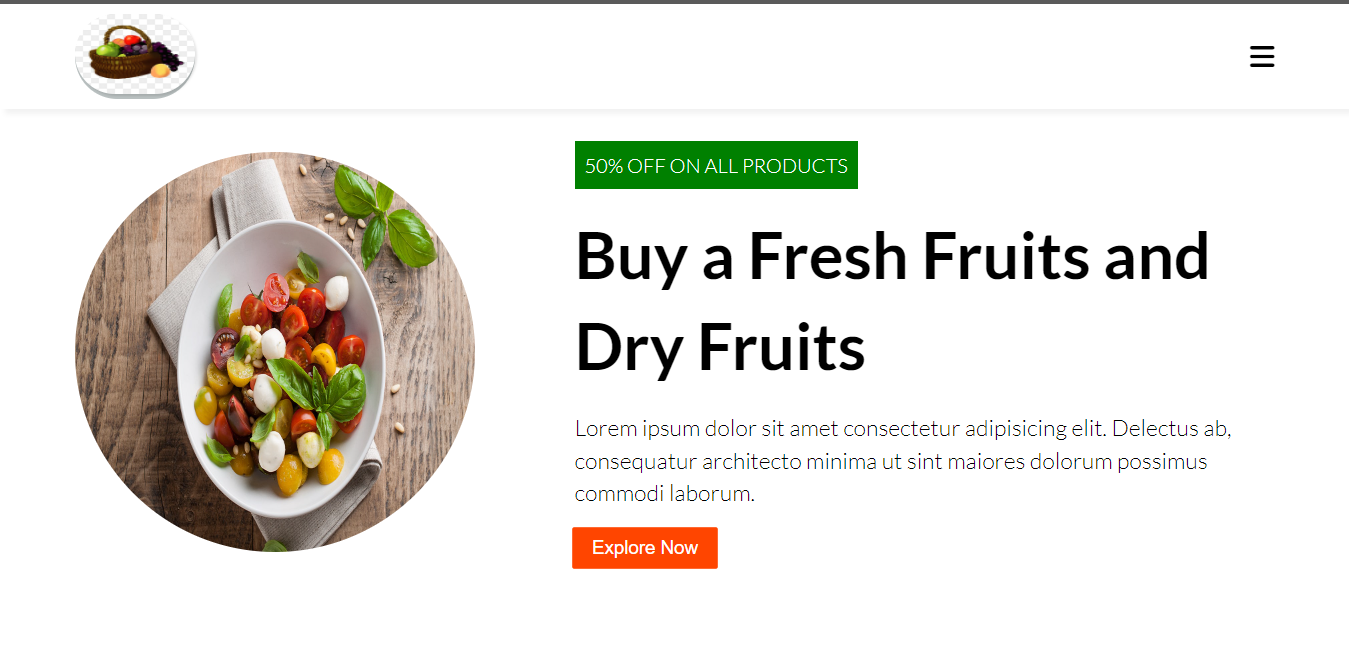 50% OFF ON ALL PRODUCTS
Buy a Fresh Fruits and
Dry Fruits
Lorem ipsum dolor sit amet consectetur adipisicing elit. Delectus ab,
consequatur architecto minima ut sint maiores dolorum possimus
commodi laborum.
Explore Now